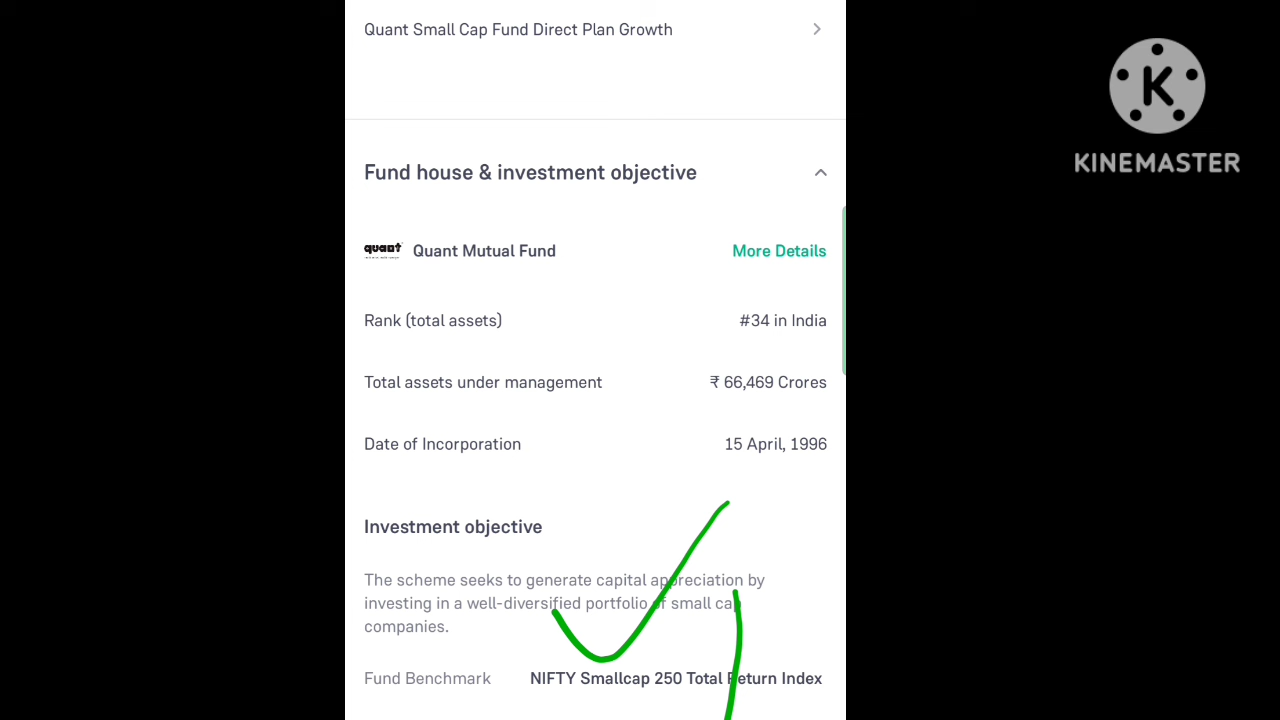 Quant Small Cap Fund Direct Plan Growth
K
KINEMASTER
Fund house & investment objective
quant Quant Mutual Fund More Details
Rank (total assets) #34 in India
Total assets under management ₹ 66,469 Crores
Date of Incorporation 15 April, 1996
Investment objective
The scheme seeks to generate capital appreciation by
investing in a well-diversified portfolio of small cap
companies.
Fund Benchmark NIFTY Smallcap 250 Total Return Index